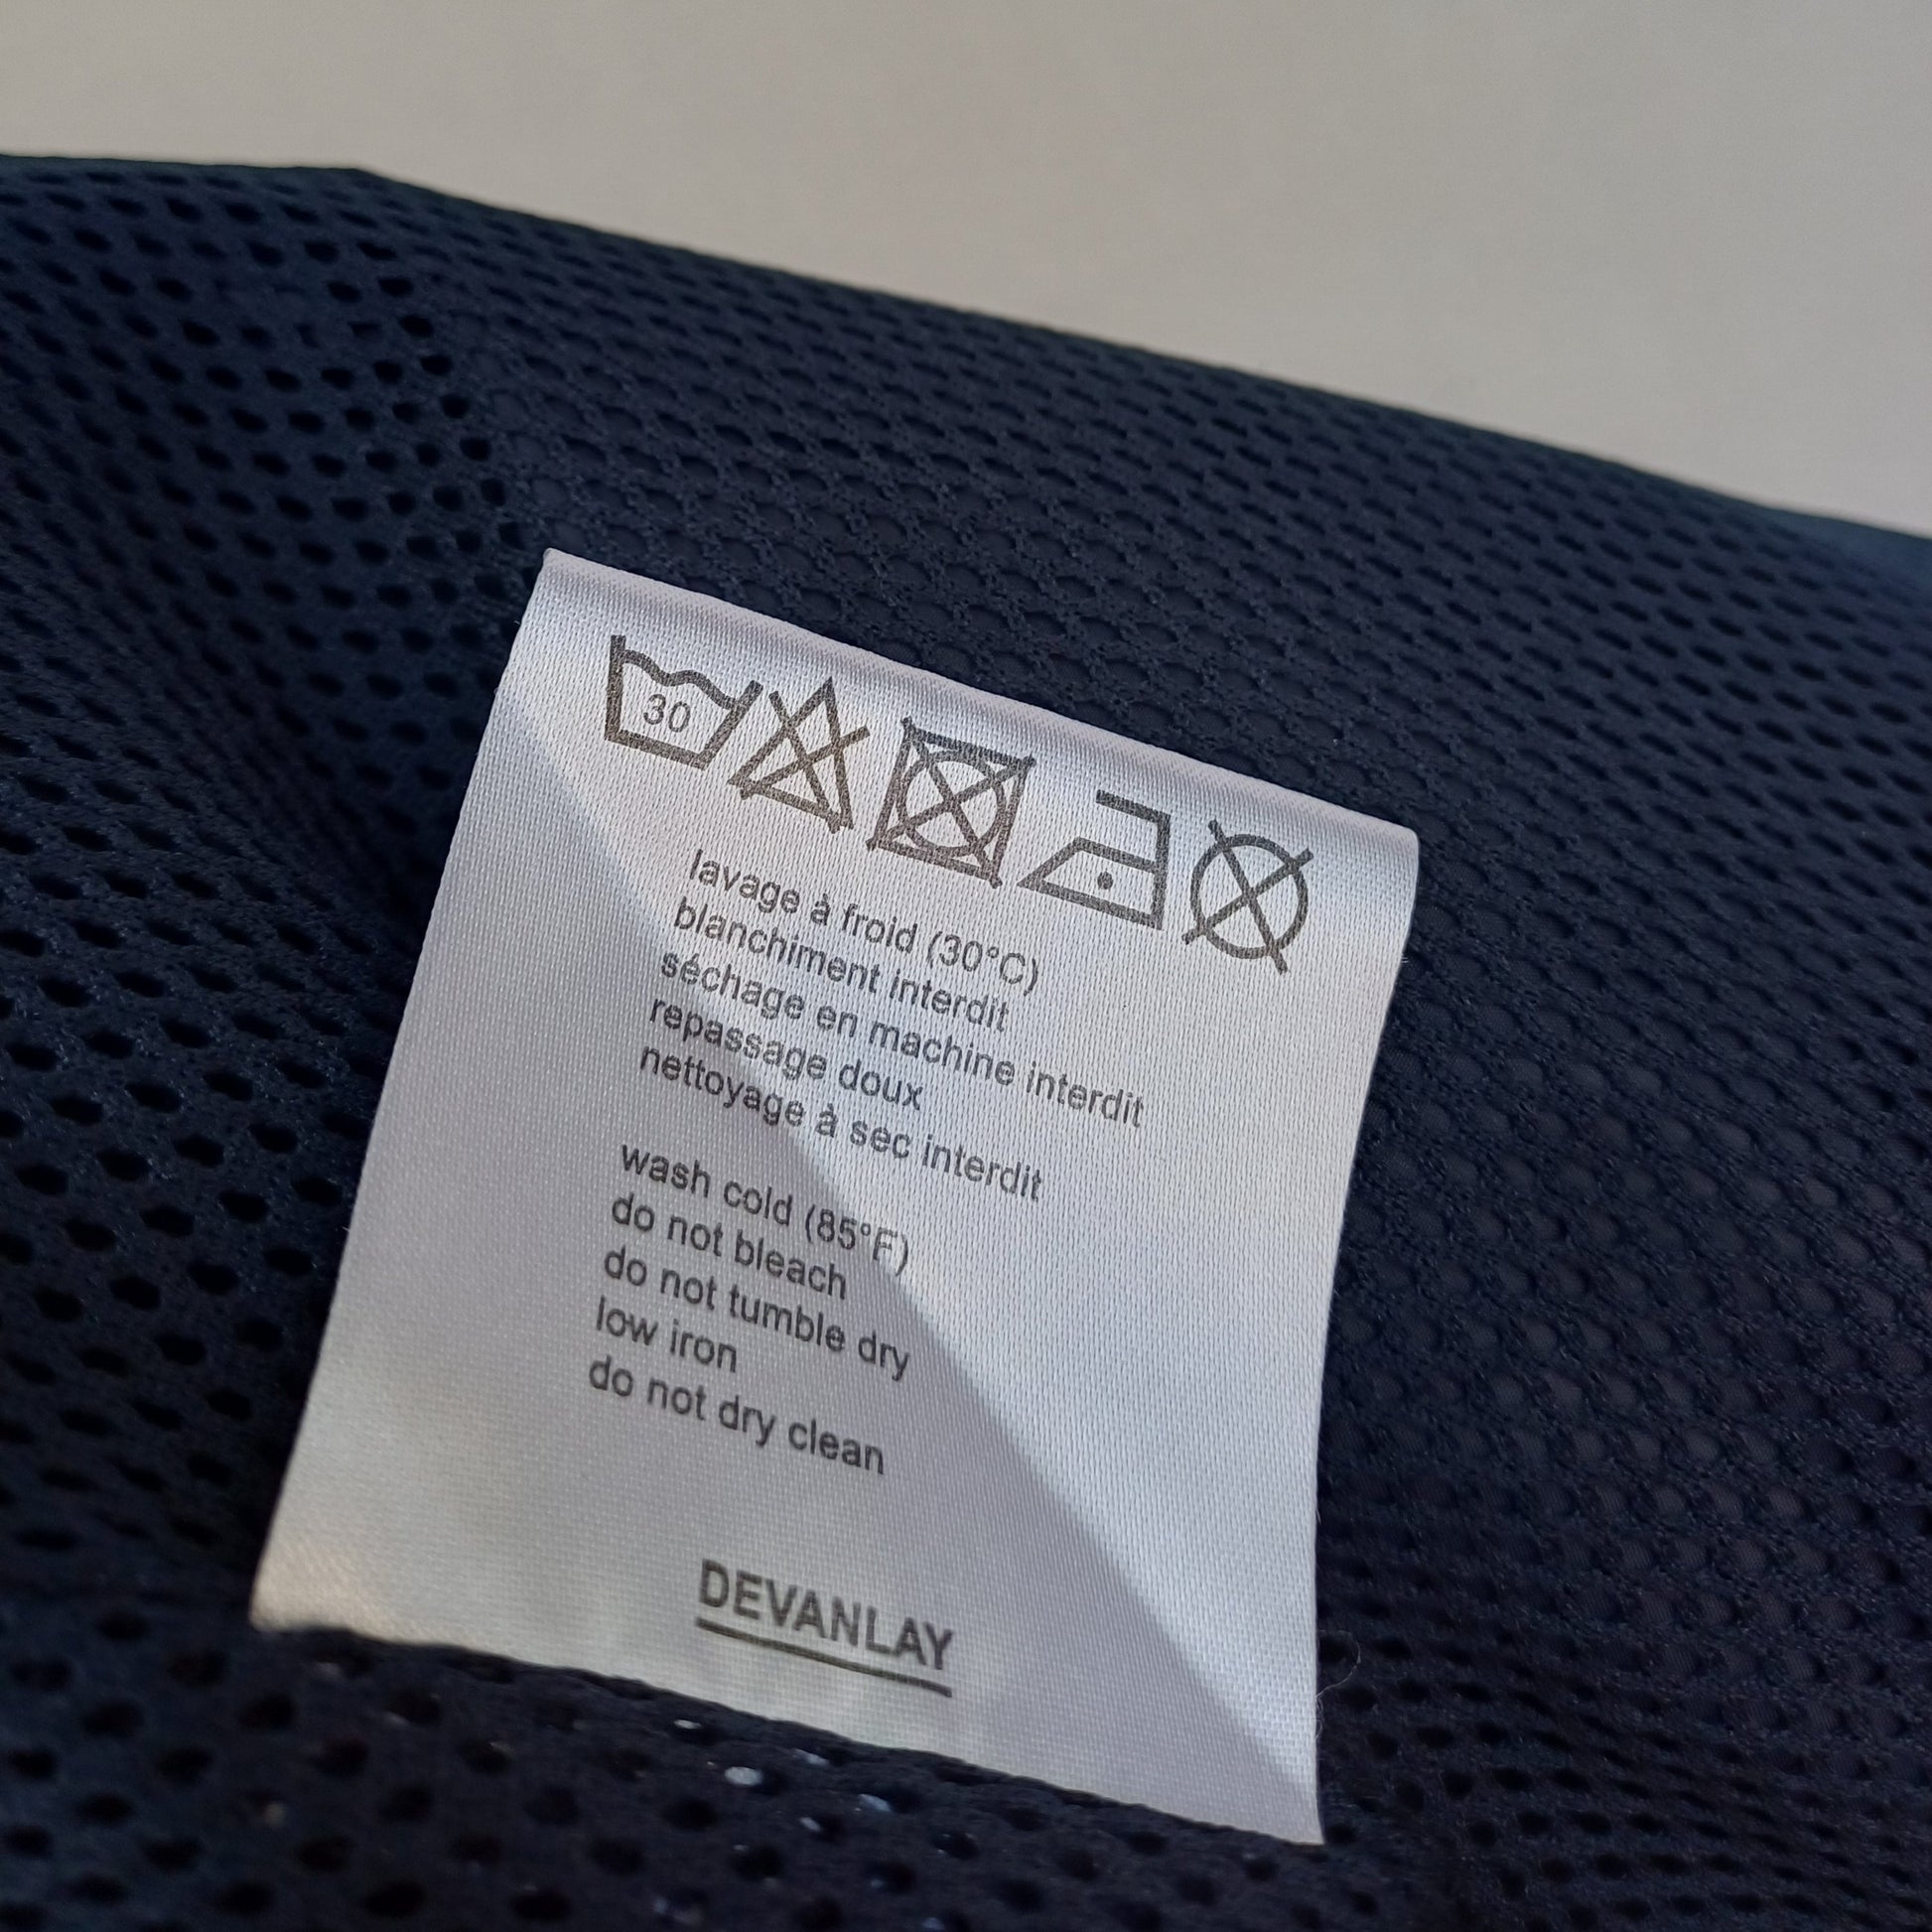 30
lavage à froid (30°C)
blanchiment interdit
séchage en machine interdit
repassage doux
nettoyage à sec interdit
wash cold (85°F)
do not bleach
do not tumble dry
low iron
do not dry clean
DEVANLAY